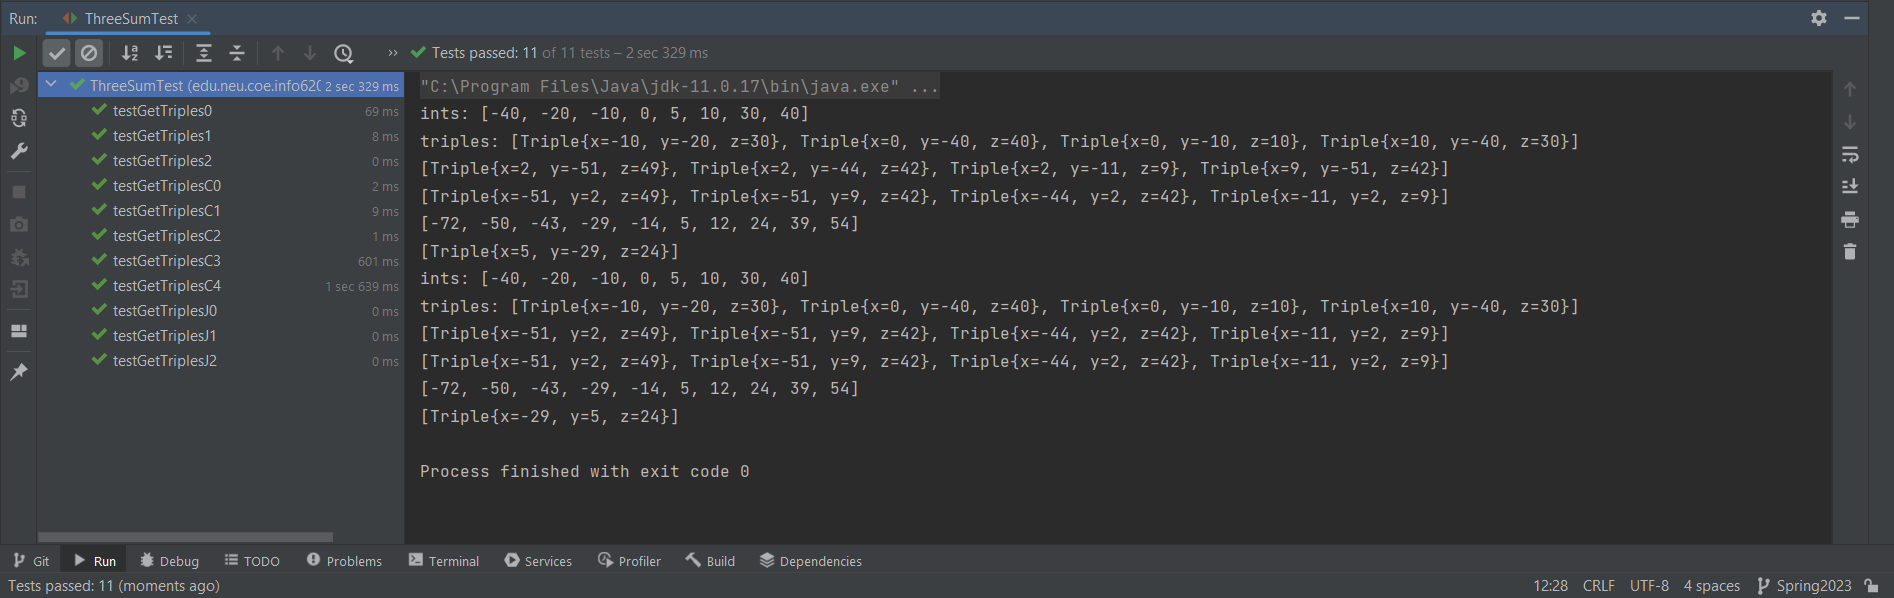 Run: ThreeSumTest
Tests passed: 11 of 11 tests – 2 sec 329 ms
ThreeSumTest (edu.neu.coe.info62 2 sec 329 ms
testGetTriples0 69 ms
testGetTriples1 8 ms
testGetTriples2 0 ms
testGetTriplesC0 2 ms
testGetTriplesC1 9 ms
testGetTriplesC2 1 ms
testGetTriplesC3 601 ms
testGetTriplesC4 1 sec 639 ms
testGetTriplesJ0 0 ms
testGetTriplesJ1 0 ms
testGetTriplesJ2 0 ms
"C:\Program Files\Java\jdk-11.0.17\bin\java.exe" ...
ints: [-40, -20, -10, 0, 5, 10, 30, 40]
triples: [Triple{x=-10, y=-20, z=30}, Triple{x=0, y=-40, z=40}, Triple{x=0, y=-10, z=10}, Triple{x=10, y=-40, z=30}]
[Triple{x=2, y=-51, z=49}, Triple{x=2, y=-44, z=42}, Triple{x=2, y=-11, z=9}, Triple{x=9, y=-51, z=42}]
[Triple{x=-51, y=2, z=49}, Triple{x=-51, y=9, z=42}, Triple{x=-44, y=2, z=42}, Triple{x=-11, y=2, z=9}]
[-72, -50, -43, -29, -14, 5, 12, 24, 39, 54]
[Triple{x=5, y=-29, z=24}]
ints: [-40, -20, -10, 0, 5, 10, 30, 40]
triples: [Triple{x=-10, y=-20, z=30}, Triple{x=0, y=-40, z=40}, Triple{x=0, y=-10, z=10}, Triple{x=10, y=-40, z=30}]
[Triple{x=-51, y=2, z=49}, Triple{x=-51, y=9, z=42}, Triple{x=-44, y=2, z=42}, Triple{x=-11, y=2, z=9}]
[Triple{x=-51, y=2, z=49}, Triple{x=-51, y=9, z=42}, Triple{x=-44, y=2, z=42}, Triple{x=-11, y=2, z=9}]
[-72, -50, -43, -29, -14, 5, 12, 24, 39, 54]
[Triple{x=-29, y=5, z=24}]
Process finished with exit code 0
Git Run Debug TODO Problems Terminal Services Profiler Build Dependencies
Tests passed: 11 (moments ago) 12:28 CRLF UTF-8 4 spaces Spring2023